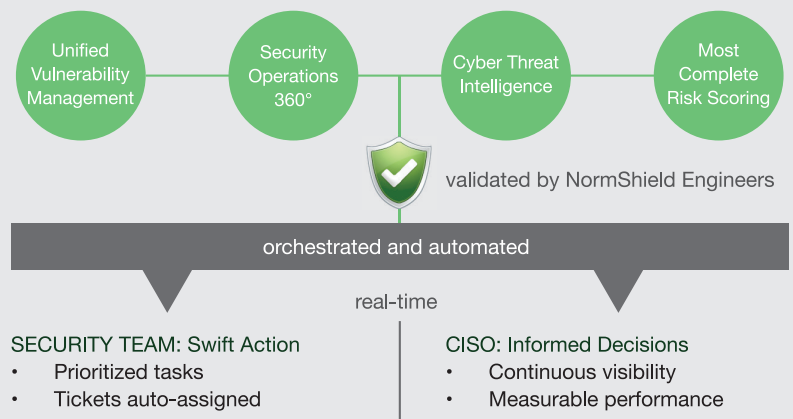 Unified
Vulnerability
Management
Security
Operations
360°
Cyber Threat
Intelligence
Most
Complete
Risk Scoring
validated by NormShield Engineers
orchestrated and automated
real-time
SECURITY TEAM: Swift Action
• Prioritized tasks
• Tickets auto-assigned
CISO: Informed Decisions
• Continuous visibility
• Measurable performance